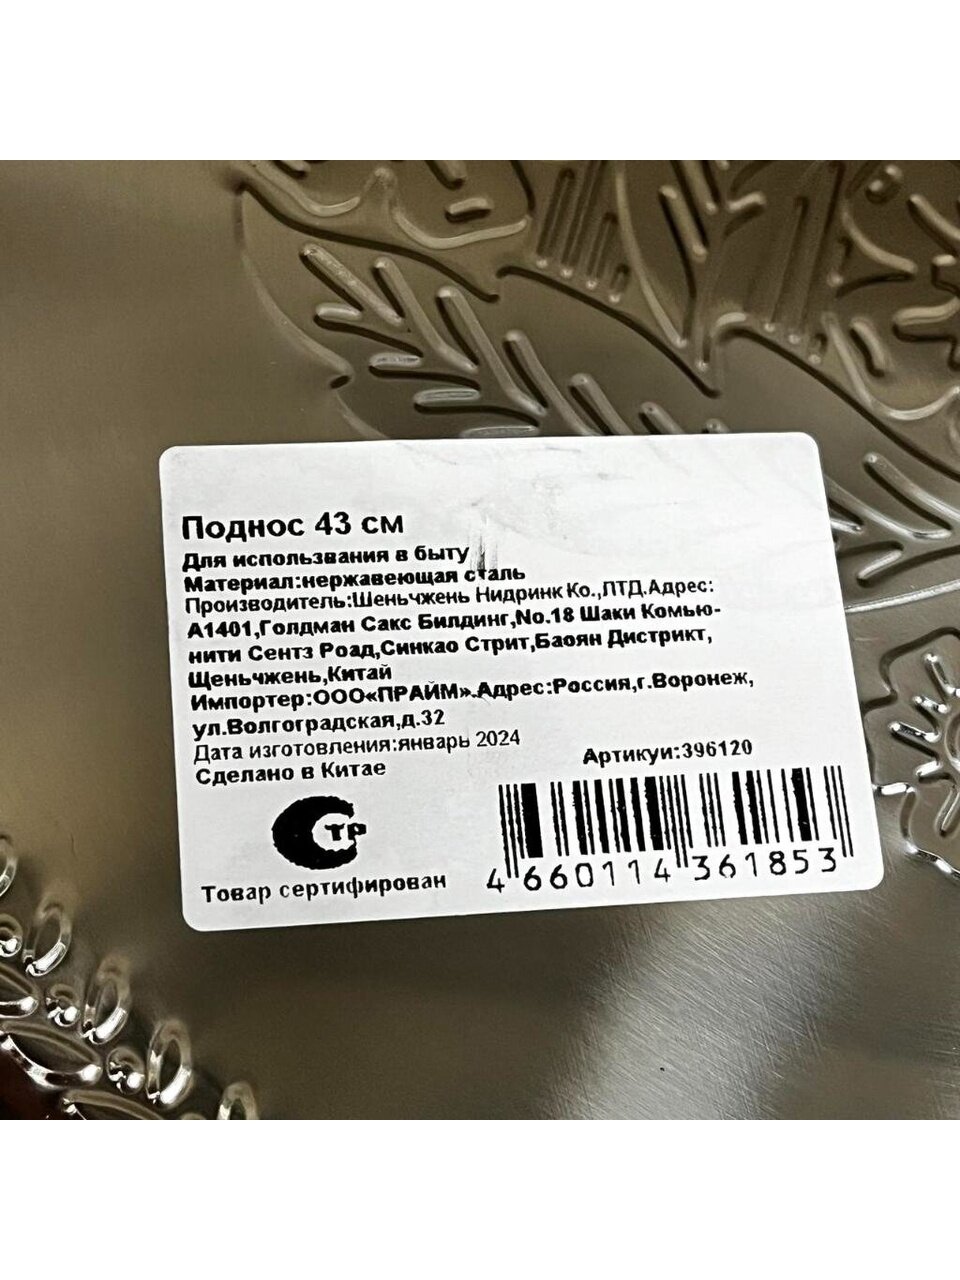 Поднос 43 см
Для использвания в быту
Материал:нержавеющая сталь
Производитель:Шеньчжень Нидринк Ко.,ЛТД.Адрес:
А1401,Голдман Сакс Билдинг,No.18 Шаки Комью-
нити Сентз Роад,Синкао Стрит,Баоян Дистрикт,
Щеньчжень,Китай
Импортер:ООО«ПРАЙМ».Адрес:Россия,г.Воронеж,
ул.Волгоградская,д.32
Дата изготовления:январь 2024
Сделано в Китае
Артикуи:396120
СТР
Товар сертифирован
4 660114 361853